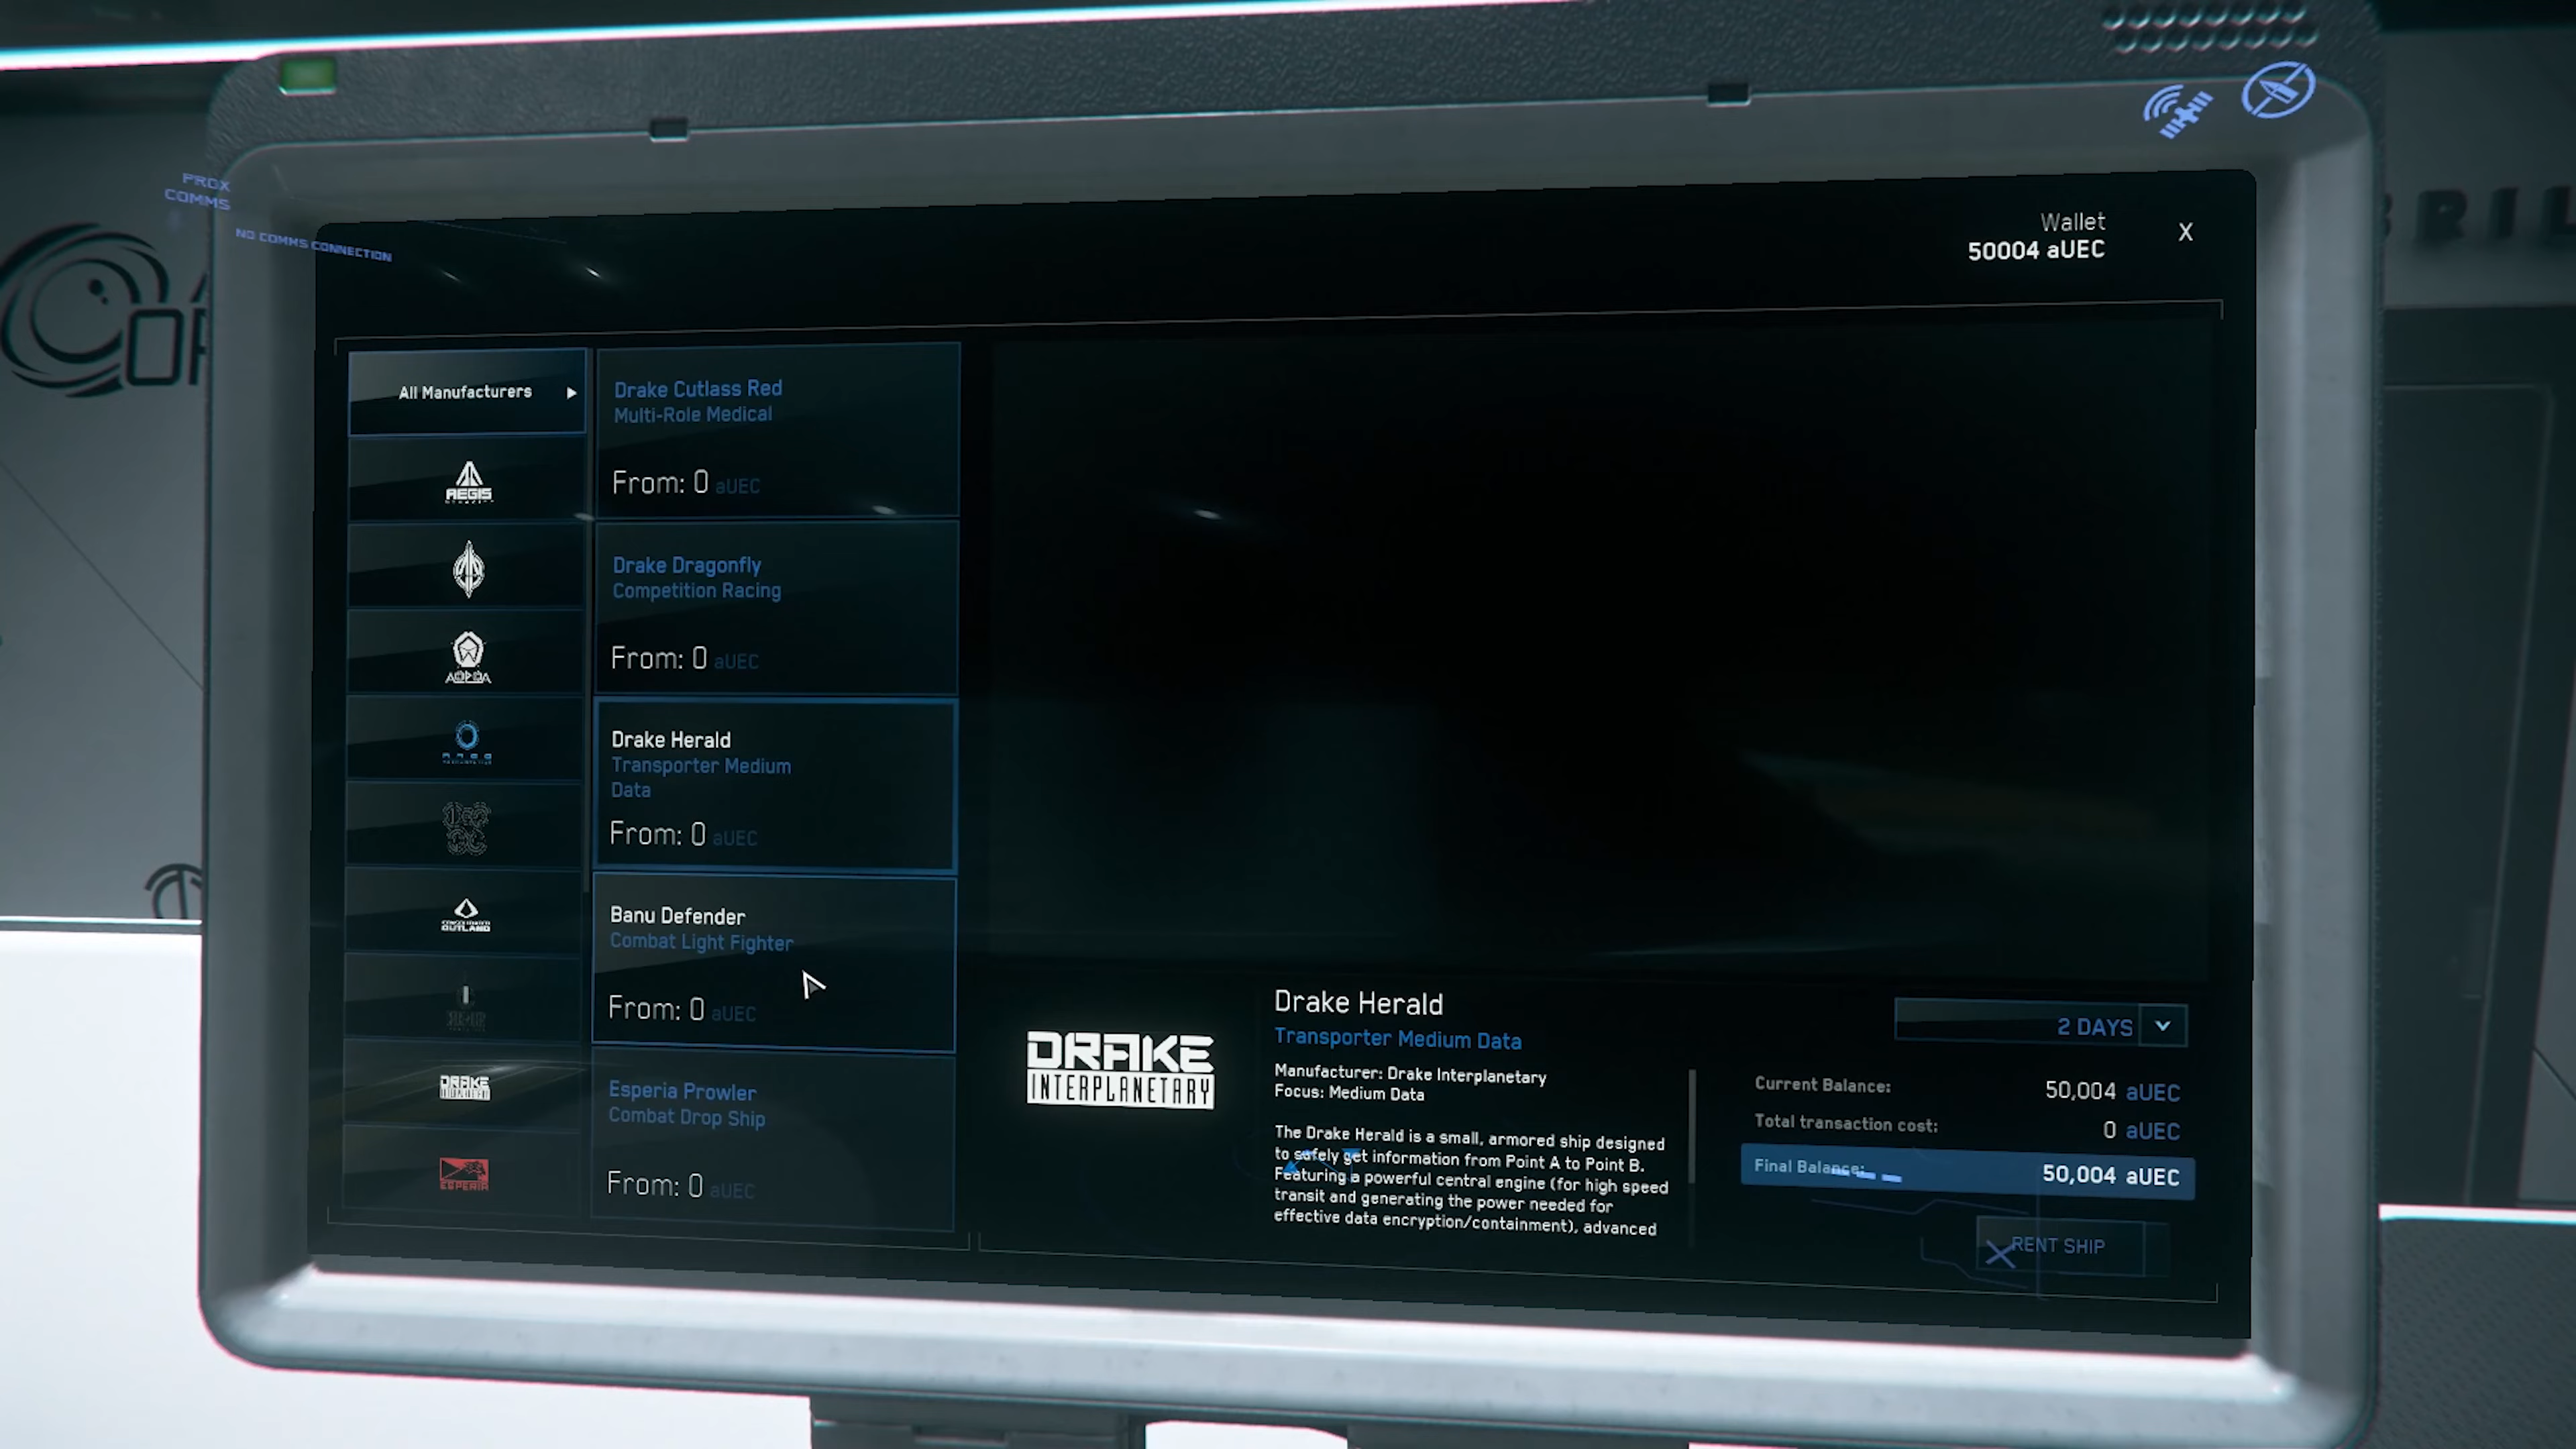 PROX
COMMS
NO COMMS CONNECTION
Wallet
50004 aUEC
X
All Manufacturers
AEGIS
CONSOLIDATED
OUTLAND
DRAKE
INTERPLANETARY
ESPERIA
Drake Cutlass Red
Multi-Role Medical
From: 0 aUEC
Drake Dragonfly
Competition Racing
From: 0 aUEC
Drake Herald
Transporter Medium
Data
From: 0 aUEC
Banu Defender
Combat Light Fighter
From: 0 aUEC
Esperia Prowler
Combat Drop Ship
From: 0 aUEC
DRAKE
INTERPLANETARY
Drake Herald
Transporter Medium Data
Manufacturer: Drake Interplanetary
Focus: Medium Data
The Drake Herald is a small, armored ship designed
to safely get information from Point A to Point B.
Featuring a powerful central engine (for high speed
transit and generating the power needed for
effective data encryption/containment), advanced
2 DAYS
Current Balance: 50,004 aUEC
Total transaction cost: 0 aUEC
Final Balance: 50,004 aUEC
RENT SHIP